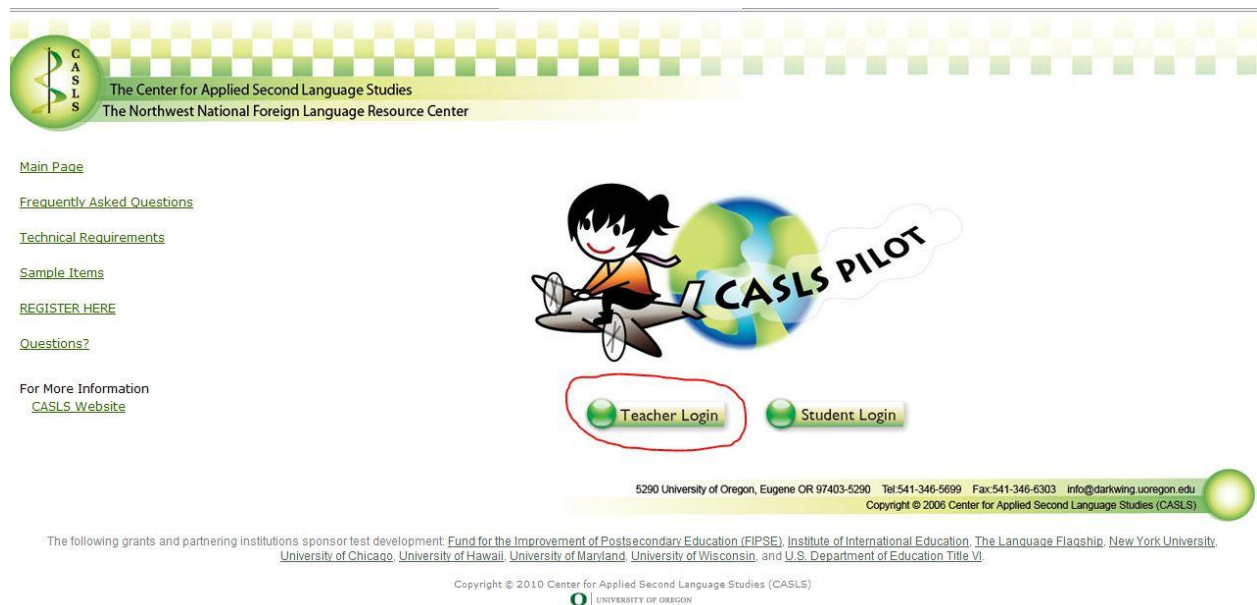 CASLS
The Center for Applied Second Language Studies
The Northwest National Foreign Language Resource Center
Main Page
Frequently Asked Questions
Technical Requirements
Sample Items
REGISTER HERE
Questions?
For More Information
CASLS Website
CASLS PILOT
Teacher Login Student Login
5290 University of Oregon, Eugene OR 97403-5290 Tel:541-346-5699 Fax:541-346-6303 info@darkwing.uoregon.edu
Copyright © 2006 Center for Applied Second Language Studies (CASLS)
The following grants and partnering institutions sponsor test development: Fund for the Improvement of Postsecondary Education (FIPSE), Institute of International Education, The Language Flagship, New York University,
University of Chicago, University of Hawaii, University of Maryland, University of Wisconsin, and U.S. Department of Education Title VI.
Copyright © 2010 Center for Applied Second Language Studies (CASLS)
O UNIVERSITY OF OREGON